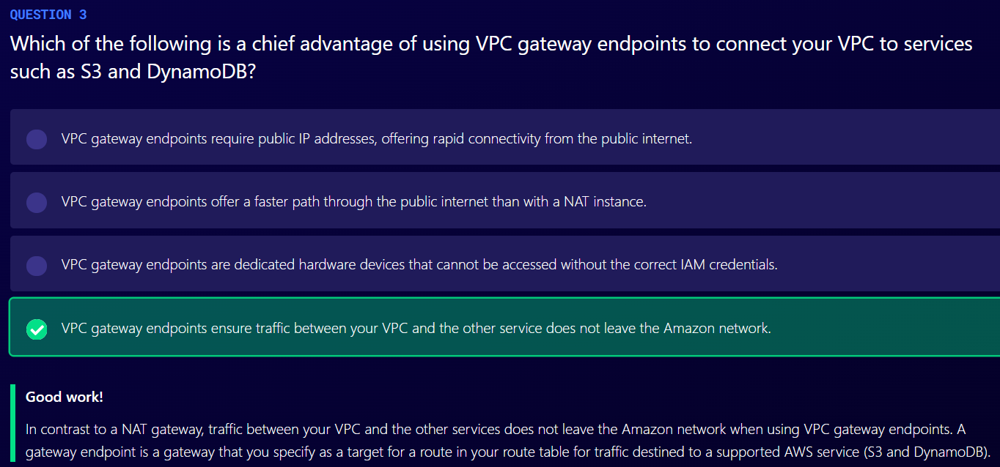 QUESTION 3
Which of the following is a chief advantage of using VPC gateway endpoints to connect your VPC to services
such as S3 and DynamoDB?
VPC gateway endpoints require public IP addresses, offering rapid connectivity from the public internet.
VPC gateway endpoints offer a faster path through the public internet than with a NAT instance.
VPC gateway endpoints are dedicated hardware devices that cannot be accessed without the correct IAM credentials.
VPC gateway endpoints ensure traffic between your VPC and the other service does not leave the Amazon network.
Good work!
In contrast to a NAT gateway, traffic between your VPC and the other services does not leave the Amazon network when using VPC gateway endpoints. A
gateway endpoint is a gateway that you specify as a target for a route in your route table for traffic destined to a supported AWS service (S3 and DynamoDB).